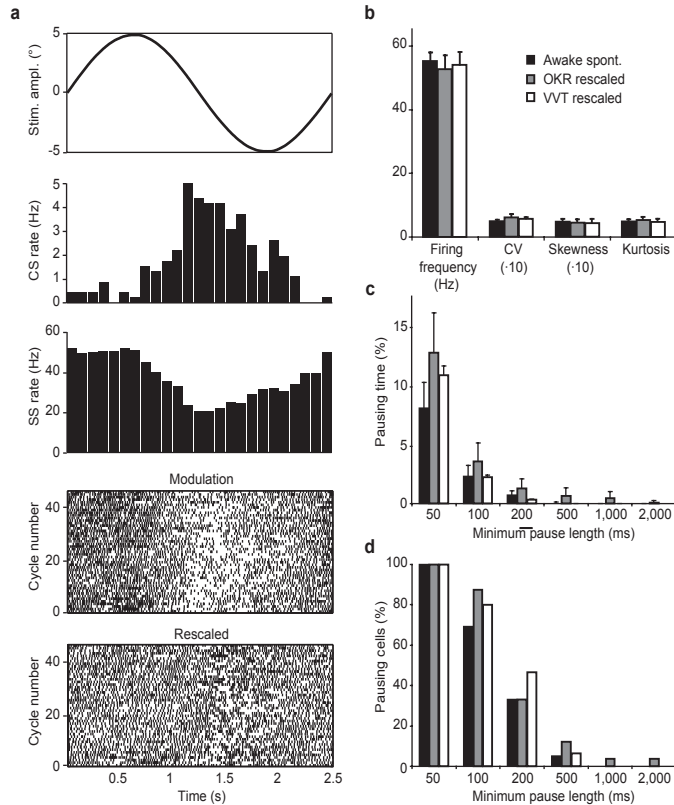 a
Stim. ampl. (°)
5
0
-5
CS rate (Hz)
5
4
3
2
1
0
SS rate (Hz)
60
40
20
0
Modulation
Cycle number
40
20
0
Rescaled
Cycle number
40
20
0
0.5 1 1.5 2 2.5
Time (s)
b
60
40
20
0
Awake spont.
OKR rescaled
VVT rescaled
Firing frequency (Hz)
CV (·10)
Skewness (·10)
Kurtosis
c
Pausing time (%)
15
10
5
0
50 100 200 500 1,000 2,000
Minimum pause length (ms)
d
Pausing cells (%)
100
80
60
40
20
0
50 100 200 500 1,000 2,000
Minimum pause length (ms)